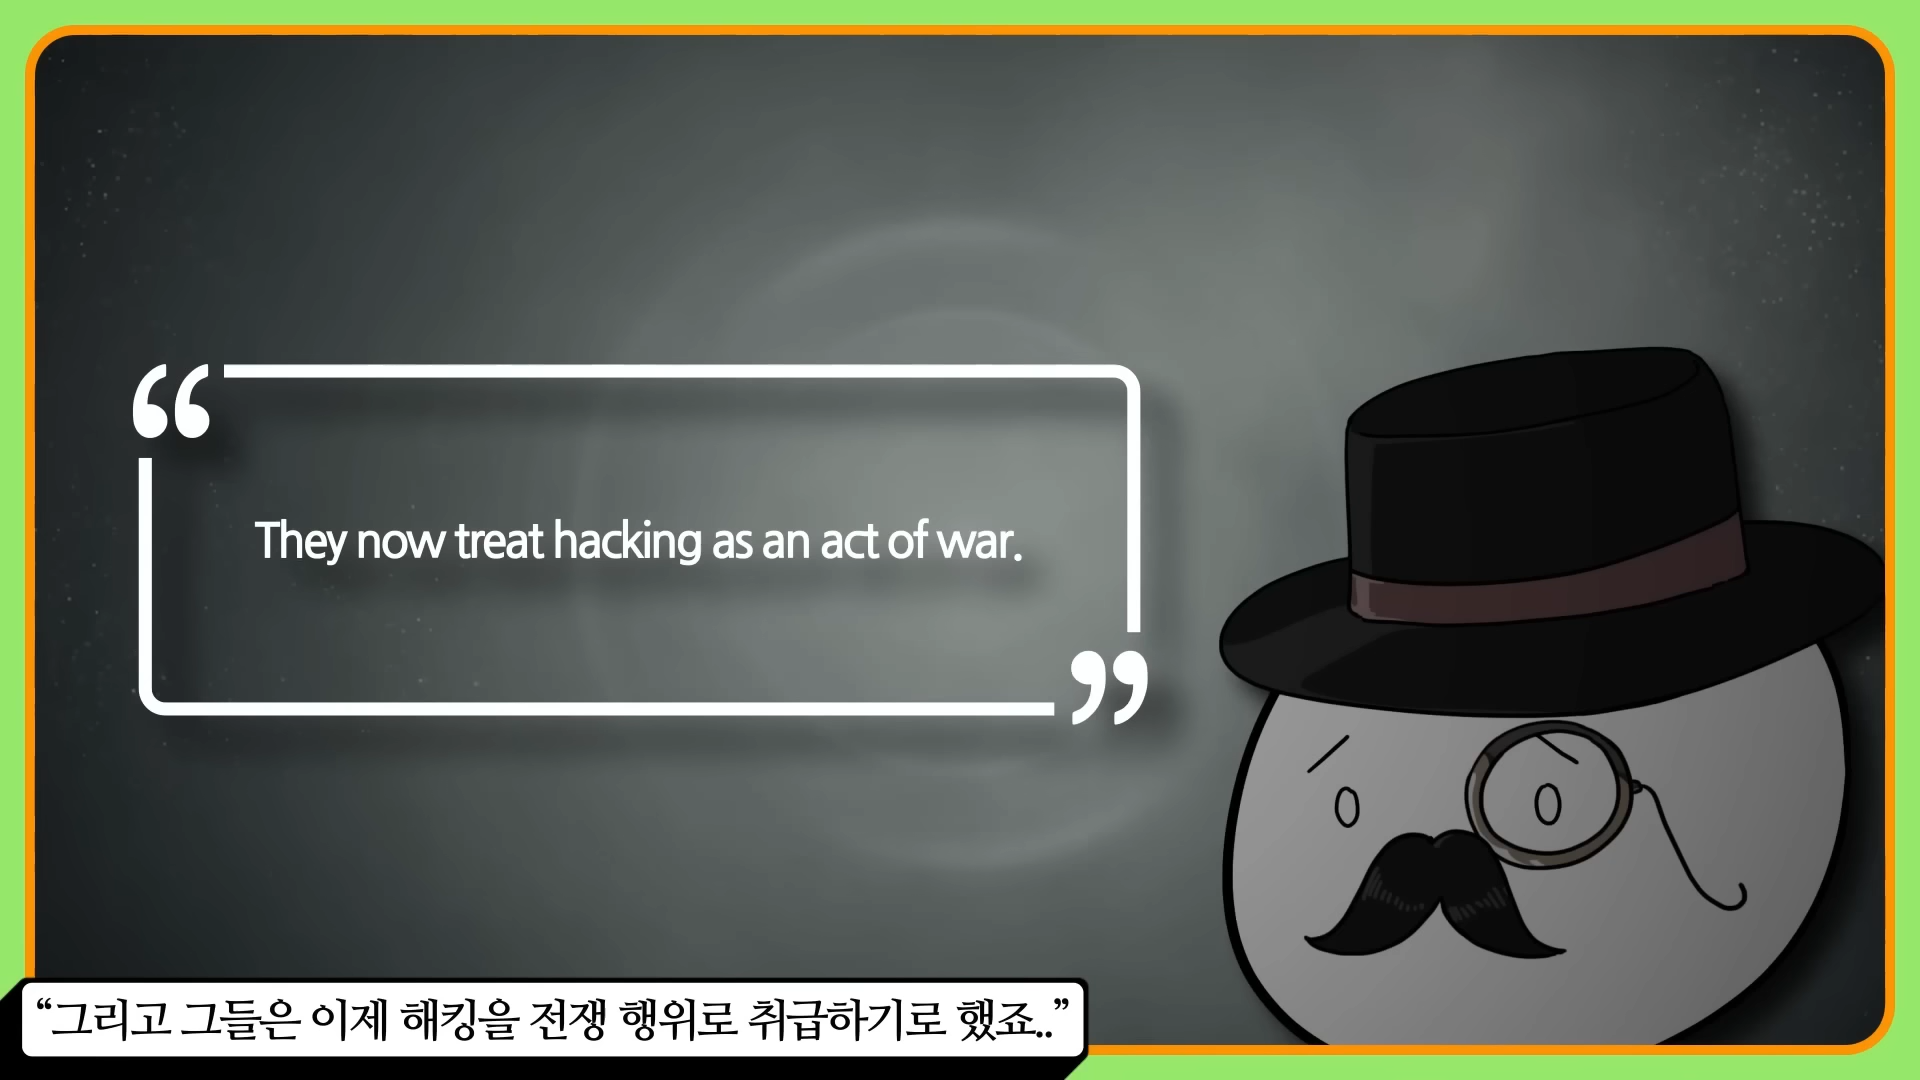 “
They now treat hacking as an act of war.
”
“그리고 그들은 이제 해킹을 전쟁 행위로 취급하기로 했죠..”